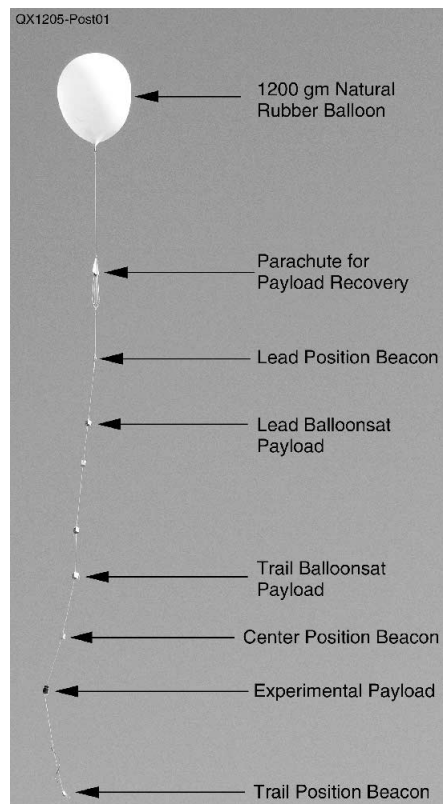 QX1205-Post01
1200 gm Natural
Rubber Balloon
Parachute for
Payload Recovery
Lead Position Beacon
Lead Balloonsat
Payload
Trail Balloonsat
Payload
Center Position Beacon
Experimental Payload
Trail Position Beacon